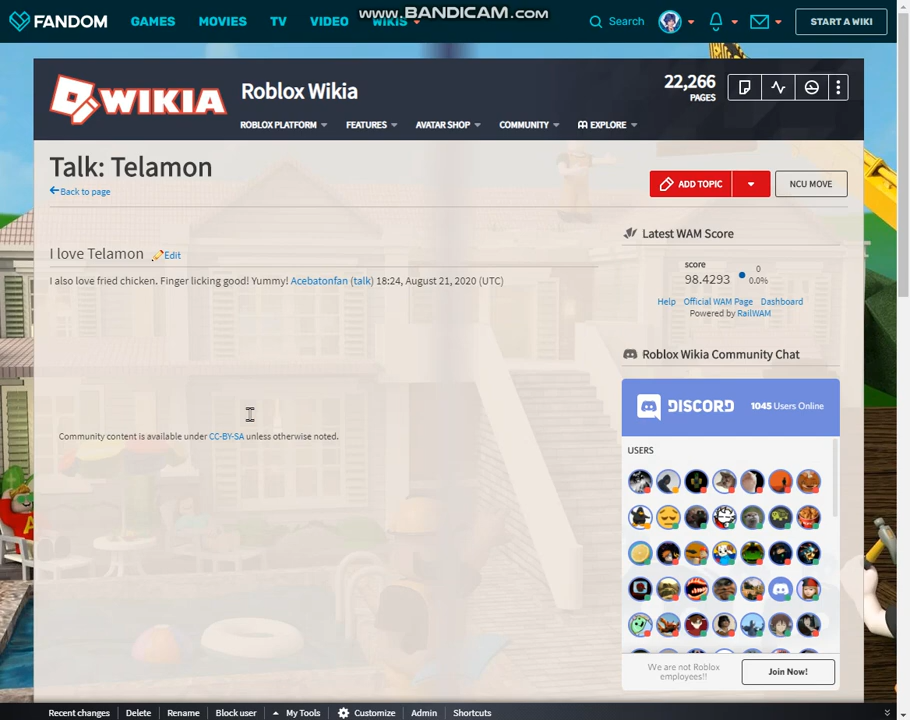 www.BANDICAM.com
FANDOM GAMES MOVIES TV VIDEO WIKIS Search START A WIKI
WIKIA
Roblox Wikia
22,266
PAGES
ROBLOX PLATFORM FEATURES AVATAR SHOP COMMUNITY EXPLORE
Talk: Telamon
Back to page
ADD TOPIC NCU MOVE
I love Telamon Edit
I also love fried chicken. Finger licking good! Yummy! Acebatonfan (talk) 18:24, August 21, 2020 (UTC)
Community content is available under CC-BY-SA unless otherwise noted.
Latest WAM Score
score
98.4293
0
0.0%
Help Official WAM Page Dashboard
Powered by RailWAM
Roblox Wikia Community Chat
DISCORD 1045 Users Online
USERS
We are not Roblox
employees!!
Join Now!
Recent changes Delete Rename Block user My Tools Customize Admin Shortcuts